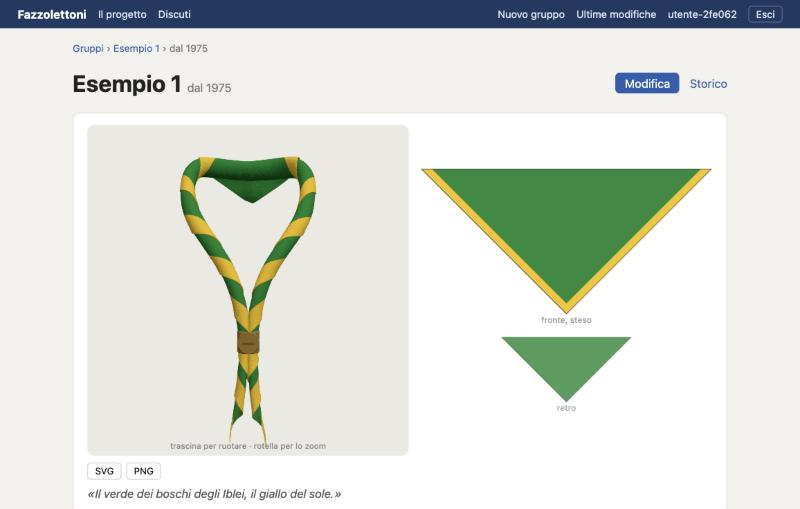 Fazzolettoni Il progetto Discuti Nuovo gruppo Ultime modifiche utente-2fe062 Esci
Gruppi › Esempio 1 › dal 1975
Esempio 1 dal 1975 Modifica Storico
fronte, steso
retro
trascina per ruotare · rotella per lo zoom
SVG PNG
«Il verde dei boschi degli Iblei, il giallo del sole.»